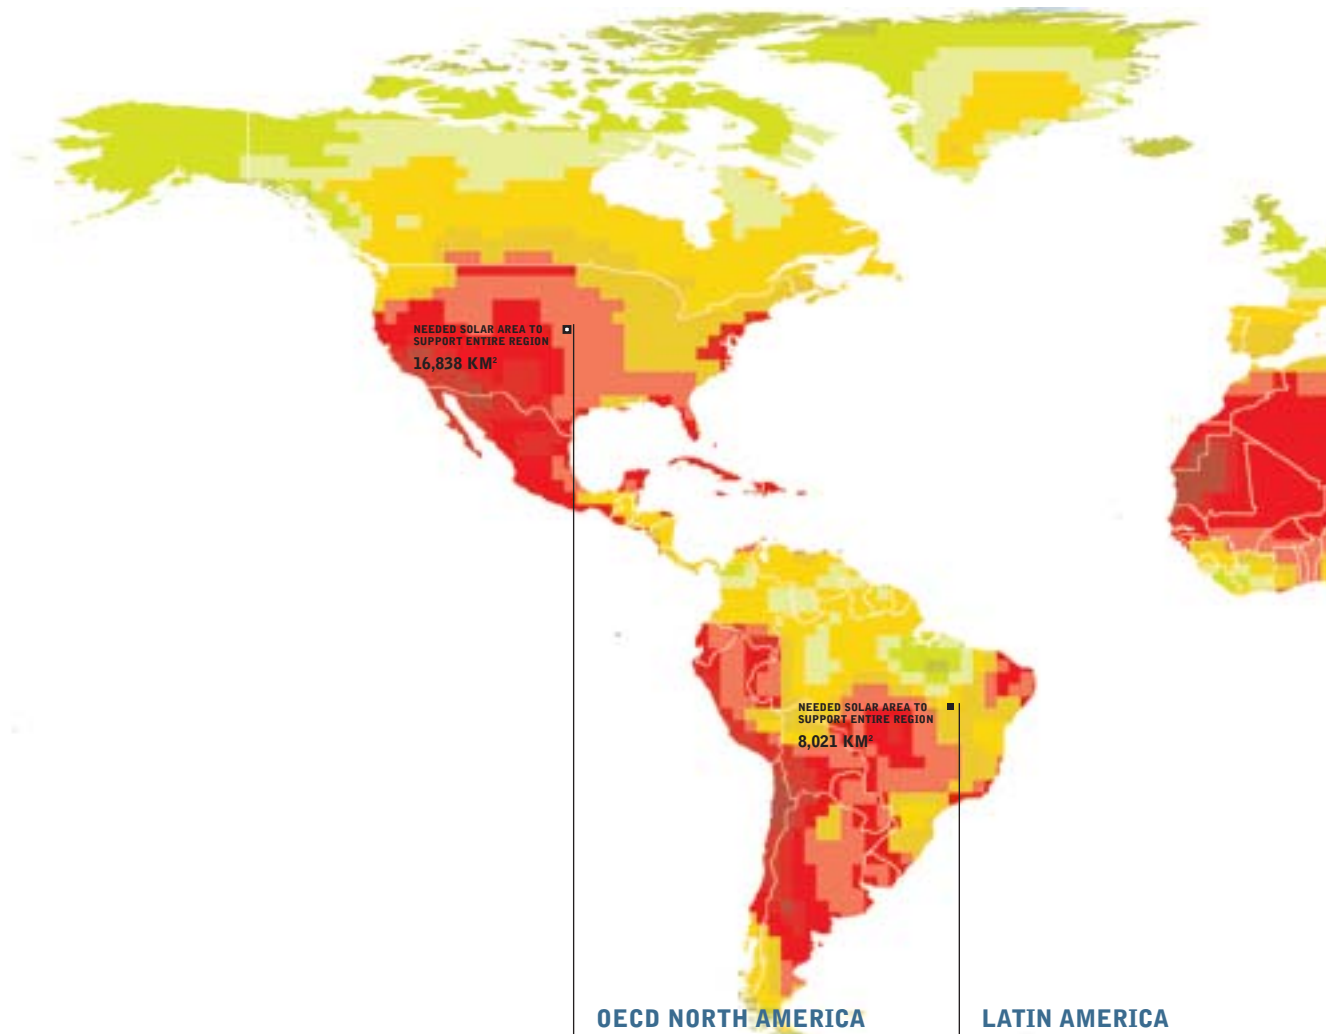 NEEDED SOLAR AREA TO
SUPPORT ENTIRE REGION
16,838 KM²
NEEDED SOLAR AREA TO
SUPPORT ENTIRE REGION
8,021 KM²
OECD NORTH AMERICA
LATIN AMERICA